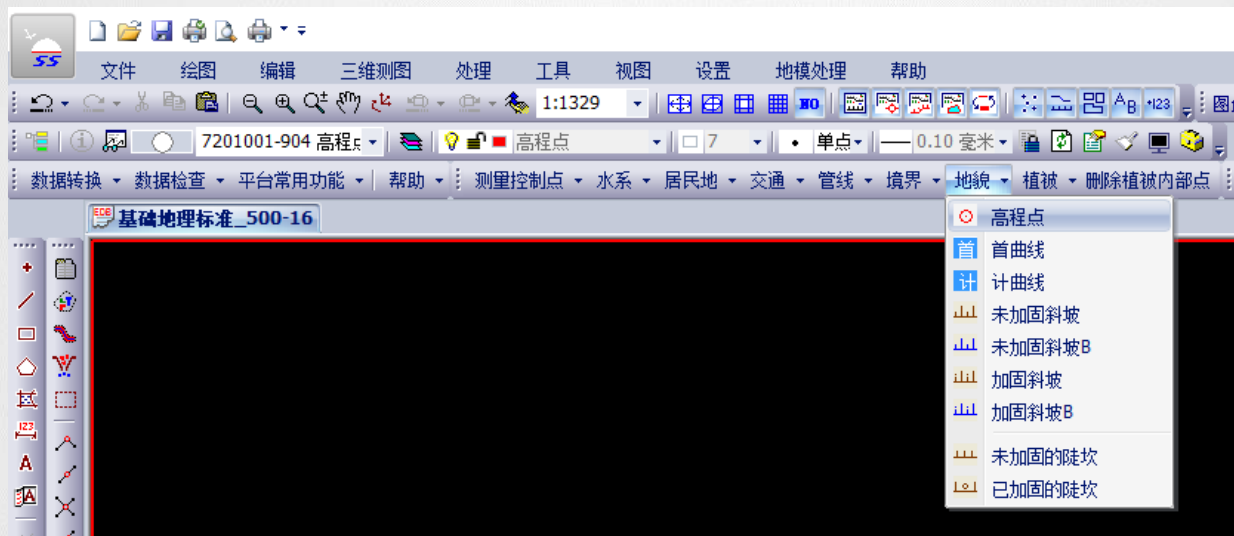 SS
文件 绘图 编辑 三维测图 处理 工具 视图 设置 地模处理 帮助
1:1329 NO AB 123
7201001-904 高程 高程点 7 单点 0.10 毫米
数据转换 数据检查 平台常用功能 帮助 测量控制点 水系 居民地 交通 管线 境界 地貌 植被 删除植被内部点
EDB 基础地理标准_500-16
高程点
首 首曲线
计 计曲线
未加固斜坡
未加固斜坡B
加固斜坡
加固斜坡B
未加固的陡坎
已加固的陡坎
123
A
A